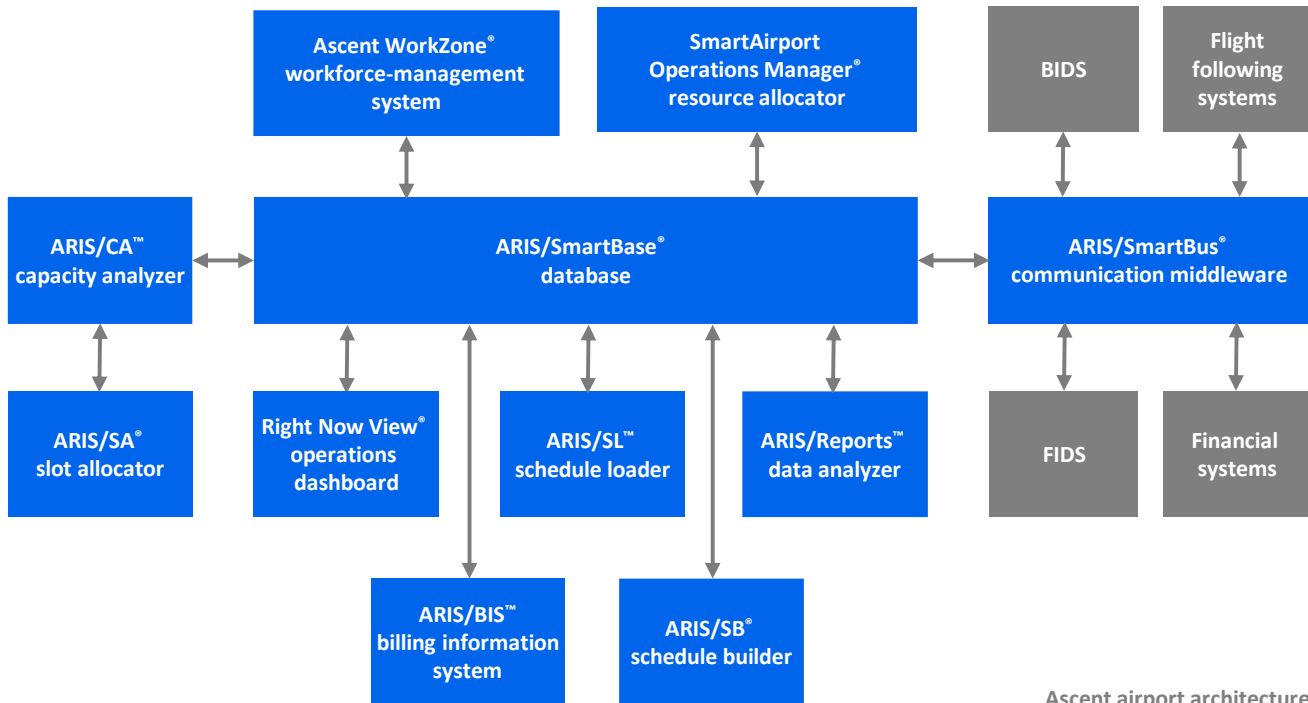 Ascent WorkZone®
workforce-management
system
SmartAirport
Operations Manager®
resource allocator
BIDS
Flight
following
systems
ARIS/CA™
capacity analyzer
ARIS/SmartBase®
database
ARIS/SmartBus®
communication middleware
ARIS/SA®
slot allocator
Right Now View®
operations
dashboard
ARIS/SL™
schedule loader
ARIS/Reports™
data analyzer
FIDS
Financial
systems
ARIS/BIS™
billing information
system
ARIS/SB®
schedule builder
Ascent airport architecture